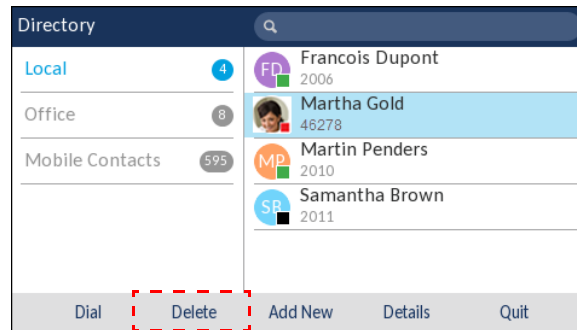 Directory
Local 4
Office 8
Mobile Contacts 595
FD Francois Dupont
2006
Martha Gold
46278
MP Martin Penders
2010
SB Samantha Brown
2011
Dial Delete Add New Details Quit